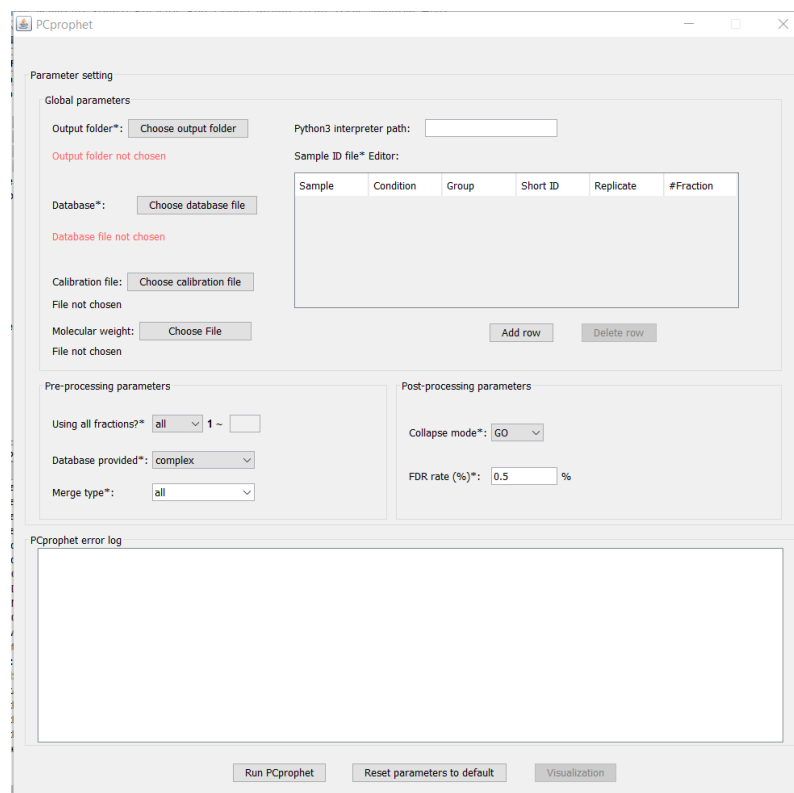 PCprophet
Parameter setting
Global parameters
Output folder*: Choose output folder
Python3 interpreter path:
Output folder not chosen
Sample ID file* Editor:
Sample Condition Group Short ID Replicate #Fraction
Database*: Choose database file
Database file not chosen
Calibration file: Choose calibration file
File not chosen
Molecular weight: Choose File
File not chosen
Add row Delete row
Pre-processing parameters
Using all fractions?* all 1 ~
Database provided*: complex
Merge type*: all
Post-processing parameters
Collapse mode*: GO
FDR rate (%)*: 0.5 %
PCprophet error log
Run PCprophet Reset parameters to default Visualization